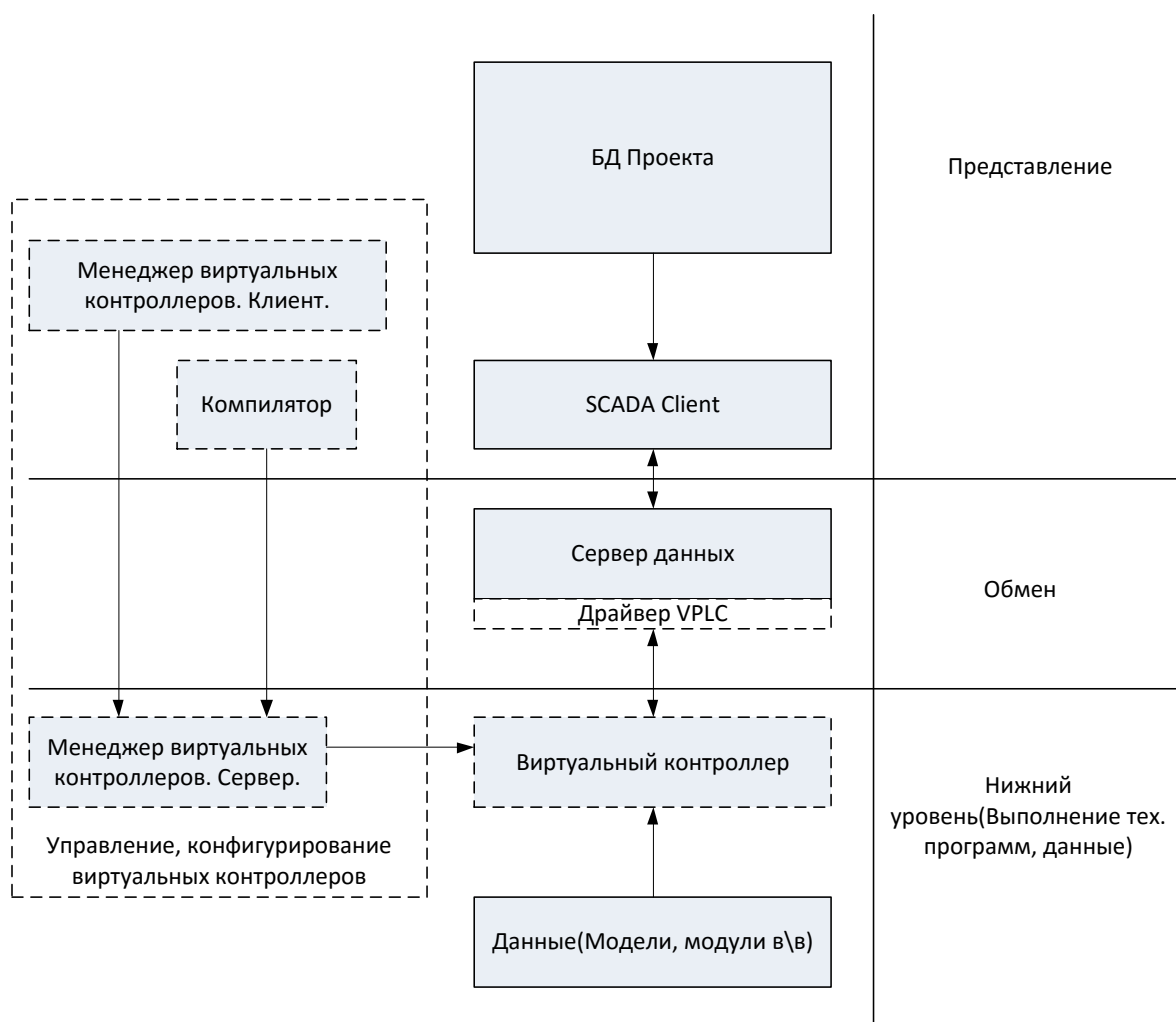 БД Проекта
Представление
Менеджер виртуальных
контроллеров. Клиент.
Компилятор
SCADA Client
Сервер данных
Драйвер VPLC
Обмен
Менеджер виртуальных
контроллеров. Сервер.
Виртуальный контроллер
Нижний
уровень(Выполнение тех.
программ, данные)
Управление, конфигурирование
виртуальных контроллеров
Данные(Модели, модули в\в)